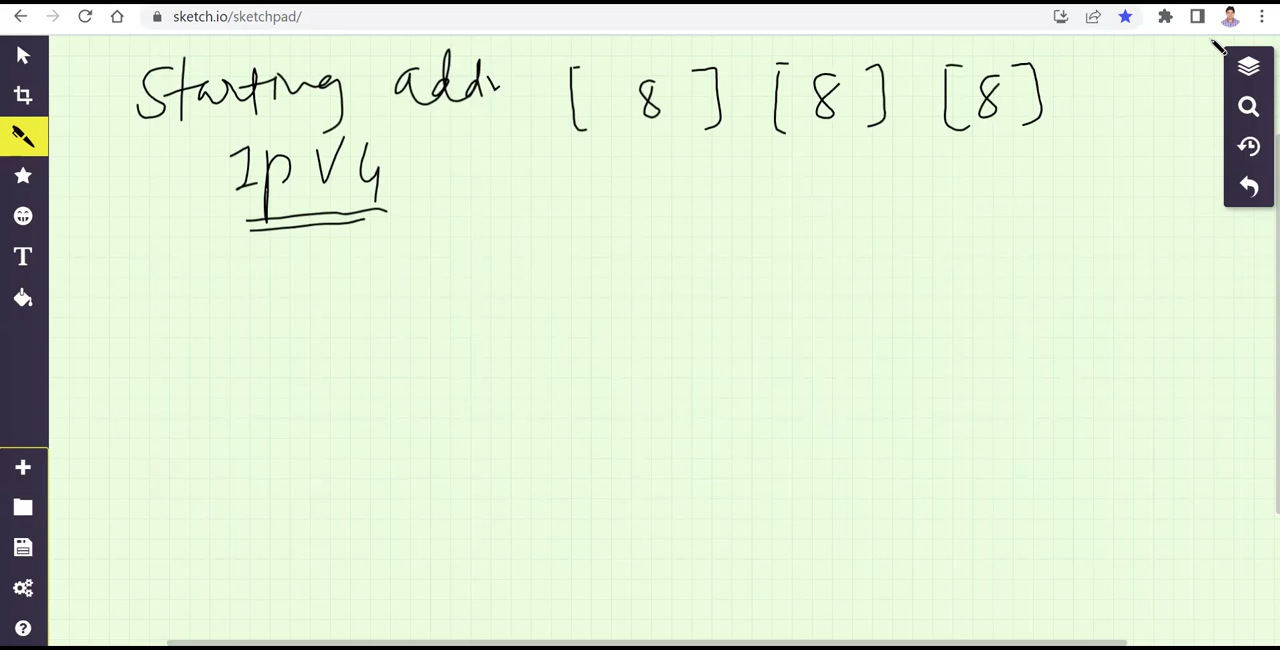 sketch.io/sketchpad/
Starting addr [ 8 ] [ 8 ] [ 8 ]
IPV4
T
?